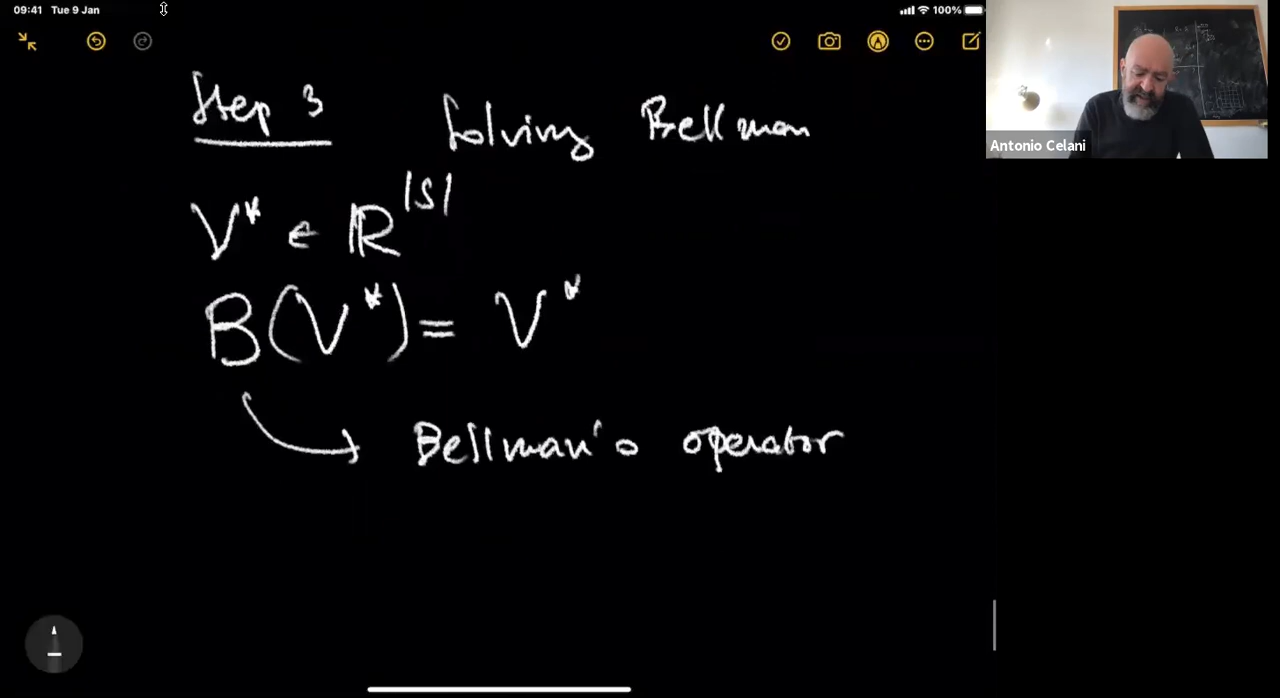 09:41 Tue 9 Jan
100%
Step 3 Solving Bellman
V* ∈ ℝ^|S|
B(V*) = V*
Bellman's operator
Antonio Celani